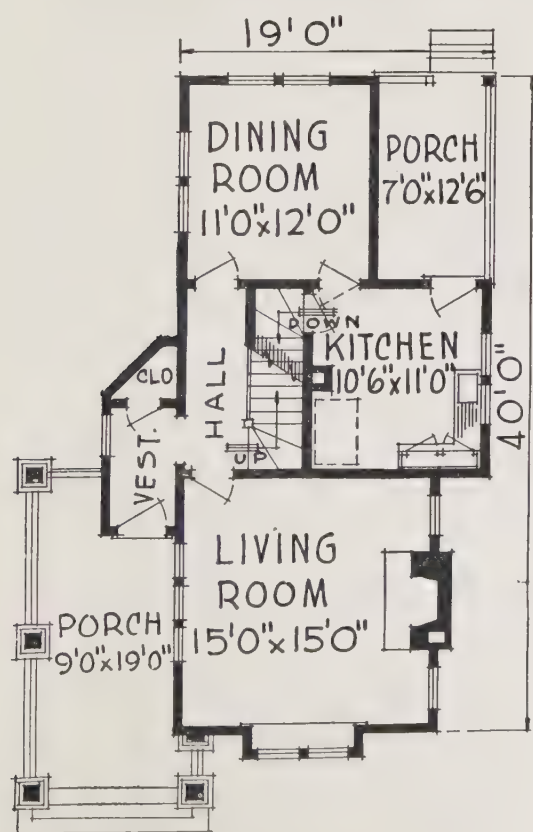 19'0"
DINING
ROOM
11'0"x12'0"
PORCH
7'0"x12'6"
DOWN
KITCHEN
10'6"x11'0"
CLO
HALL
VEST.
UP
40'0"
LIVING
ROOM
15'0"x15'0"
PORCH
9'0"x19'0"